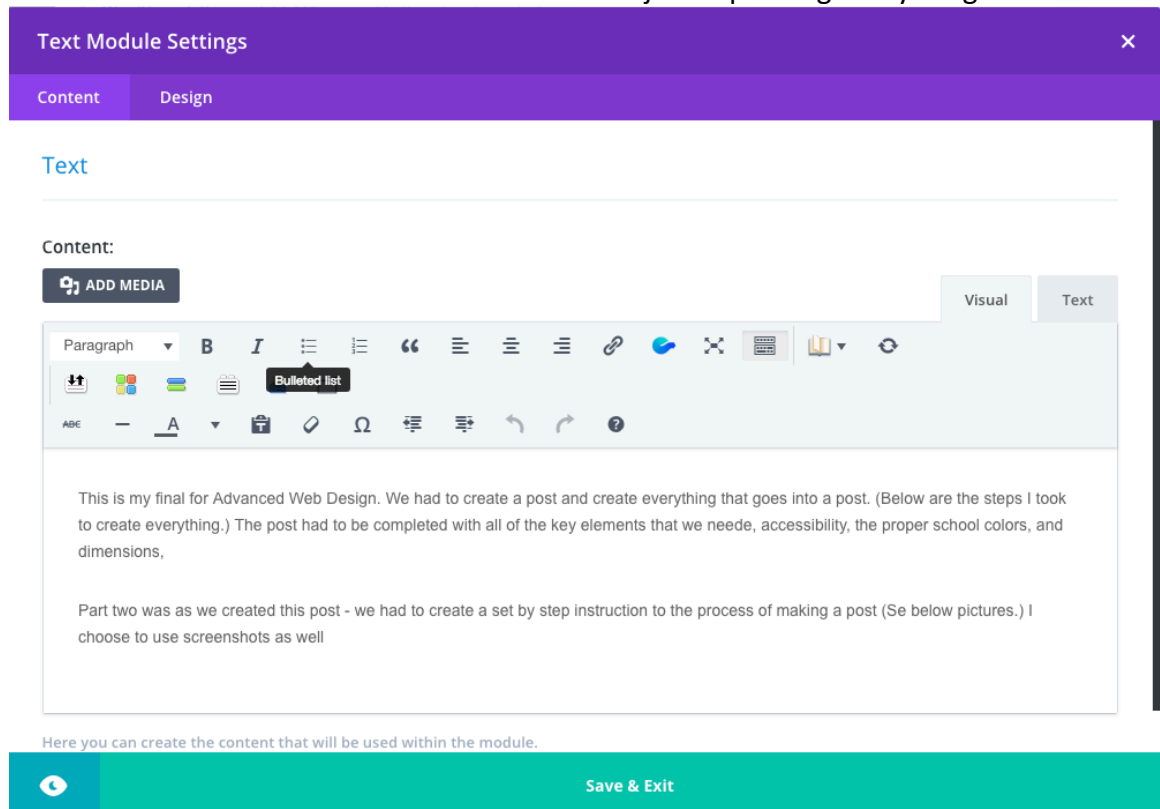 Text Module Settings
Content Design
Text
Content:
ADD MEDIA
Visual Text
Paragraph B I
Bulleted list
ABC A Ω
This is my final for Advanced Web Design. We had to create a post and create everything that goes into a post. (Below are the steps I took
to create everything.) The post had to be completed with all of the key elements that we neede, accessibility, the proper school colors, and
dimensions,
Part two was as we created this post - we had to create a set by step instruction to the process of making a post (Se below pictures.) I
choose to use screenshots as well
Here you can create the content that will be used within the module.
Save & Exit